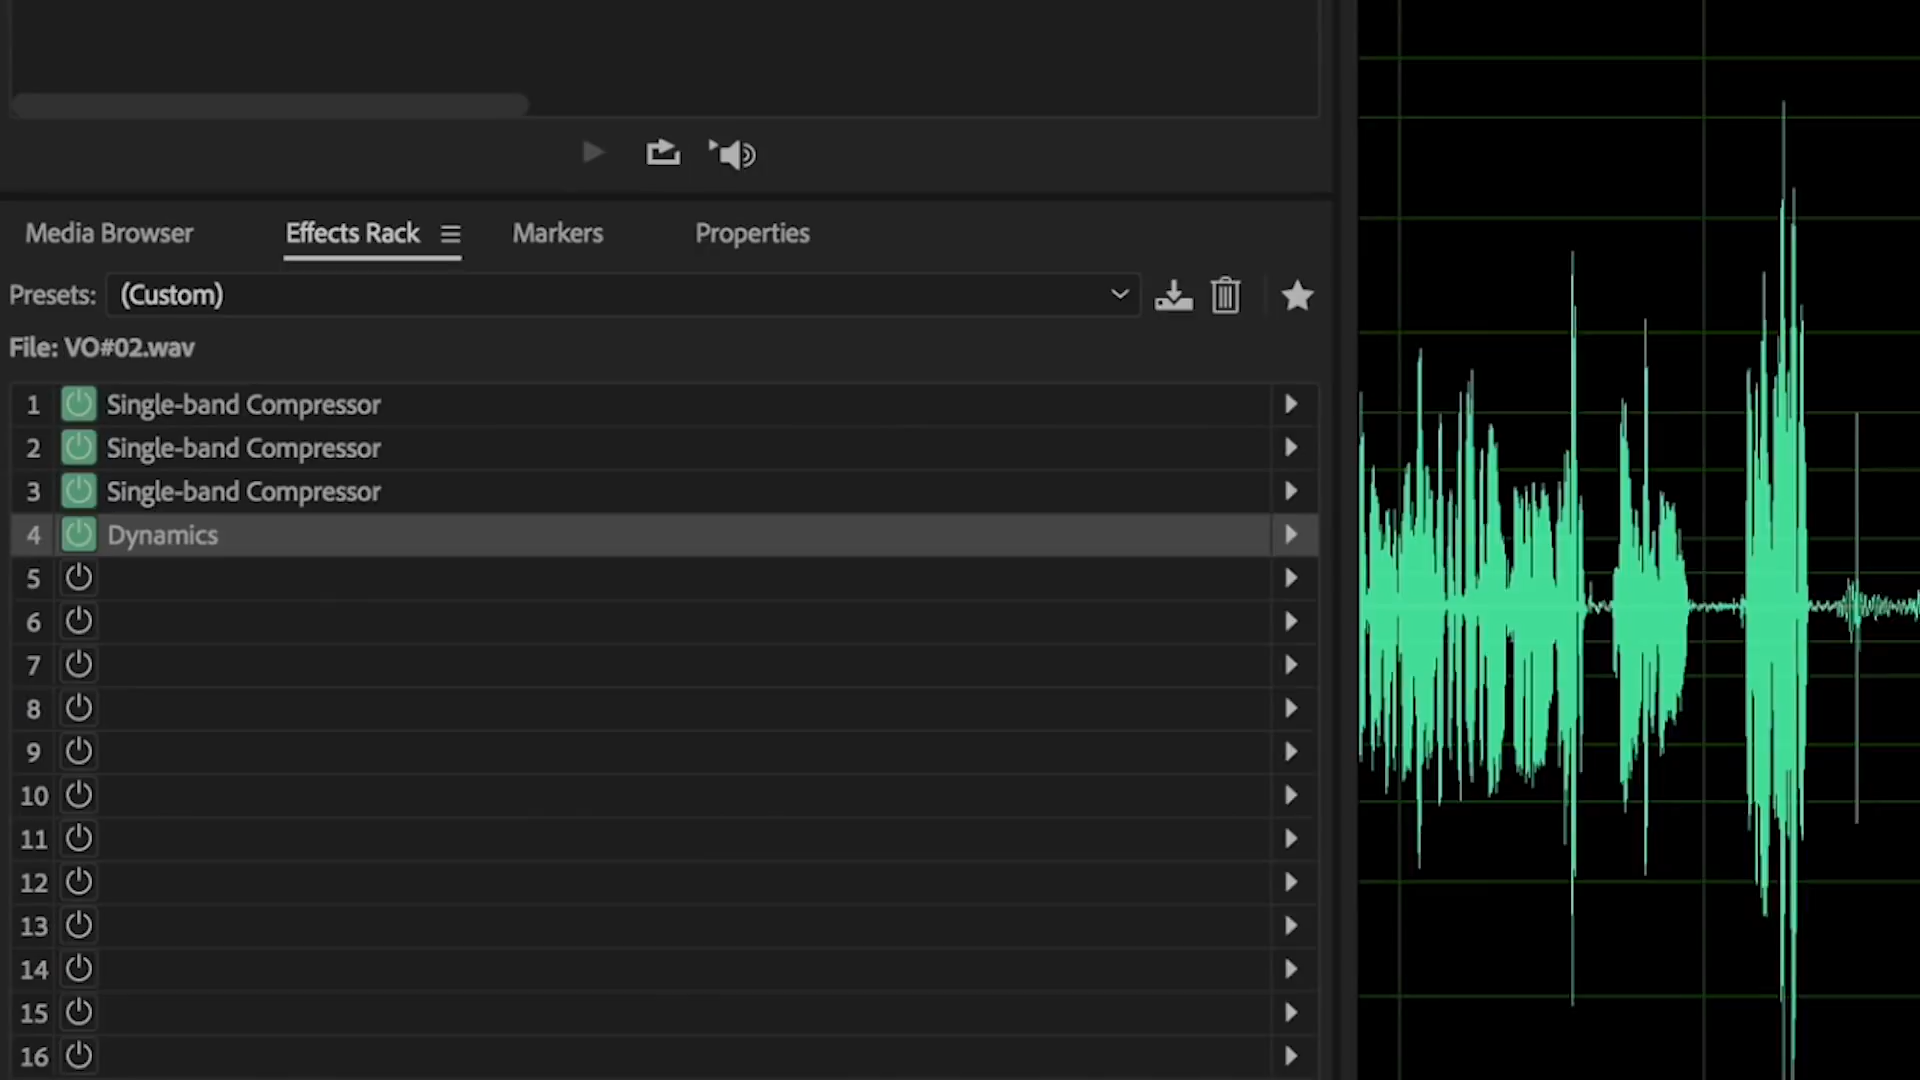 Media Browser Effects Rack Markers Properties
Presets: (Custom)
File: VO#02.wav
1 Single-band Compressor
2 Single-band Compressor
3 Single-band Compressor
4 Dynamics
5
6
7
8
9
10
11
12
13
14
15
16